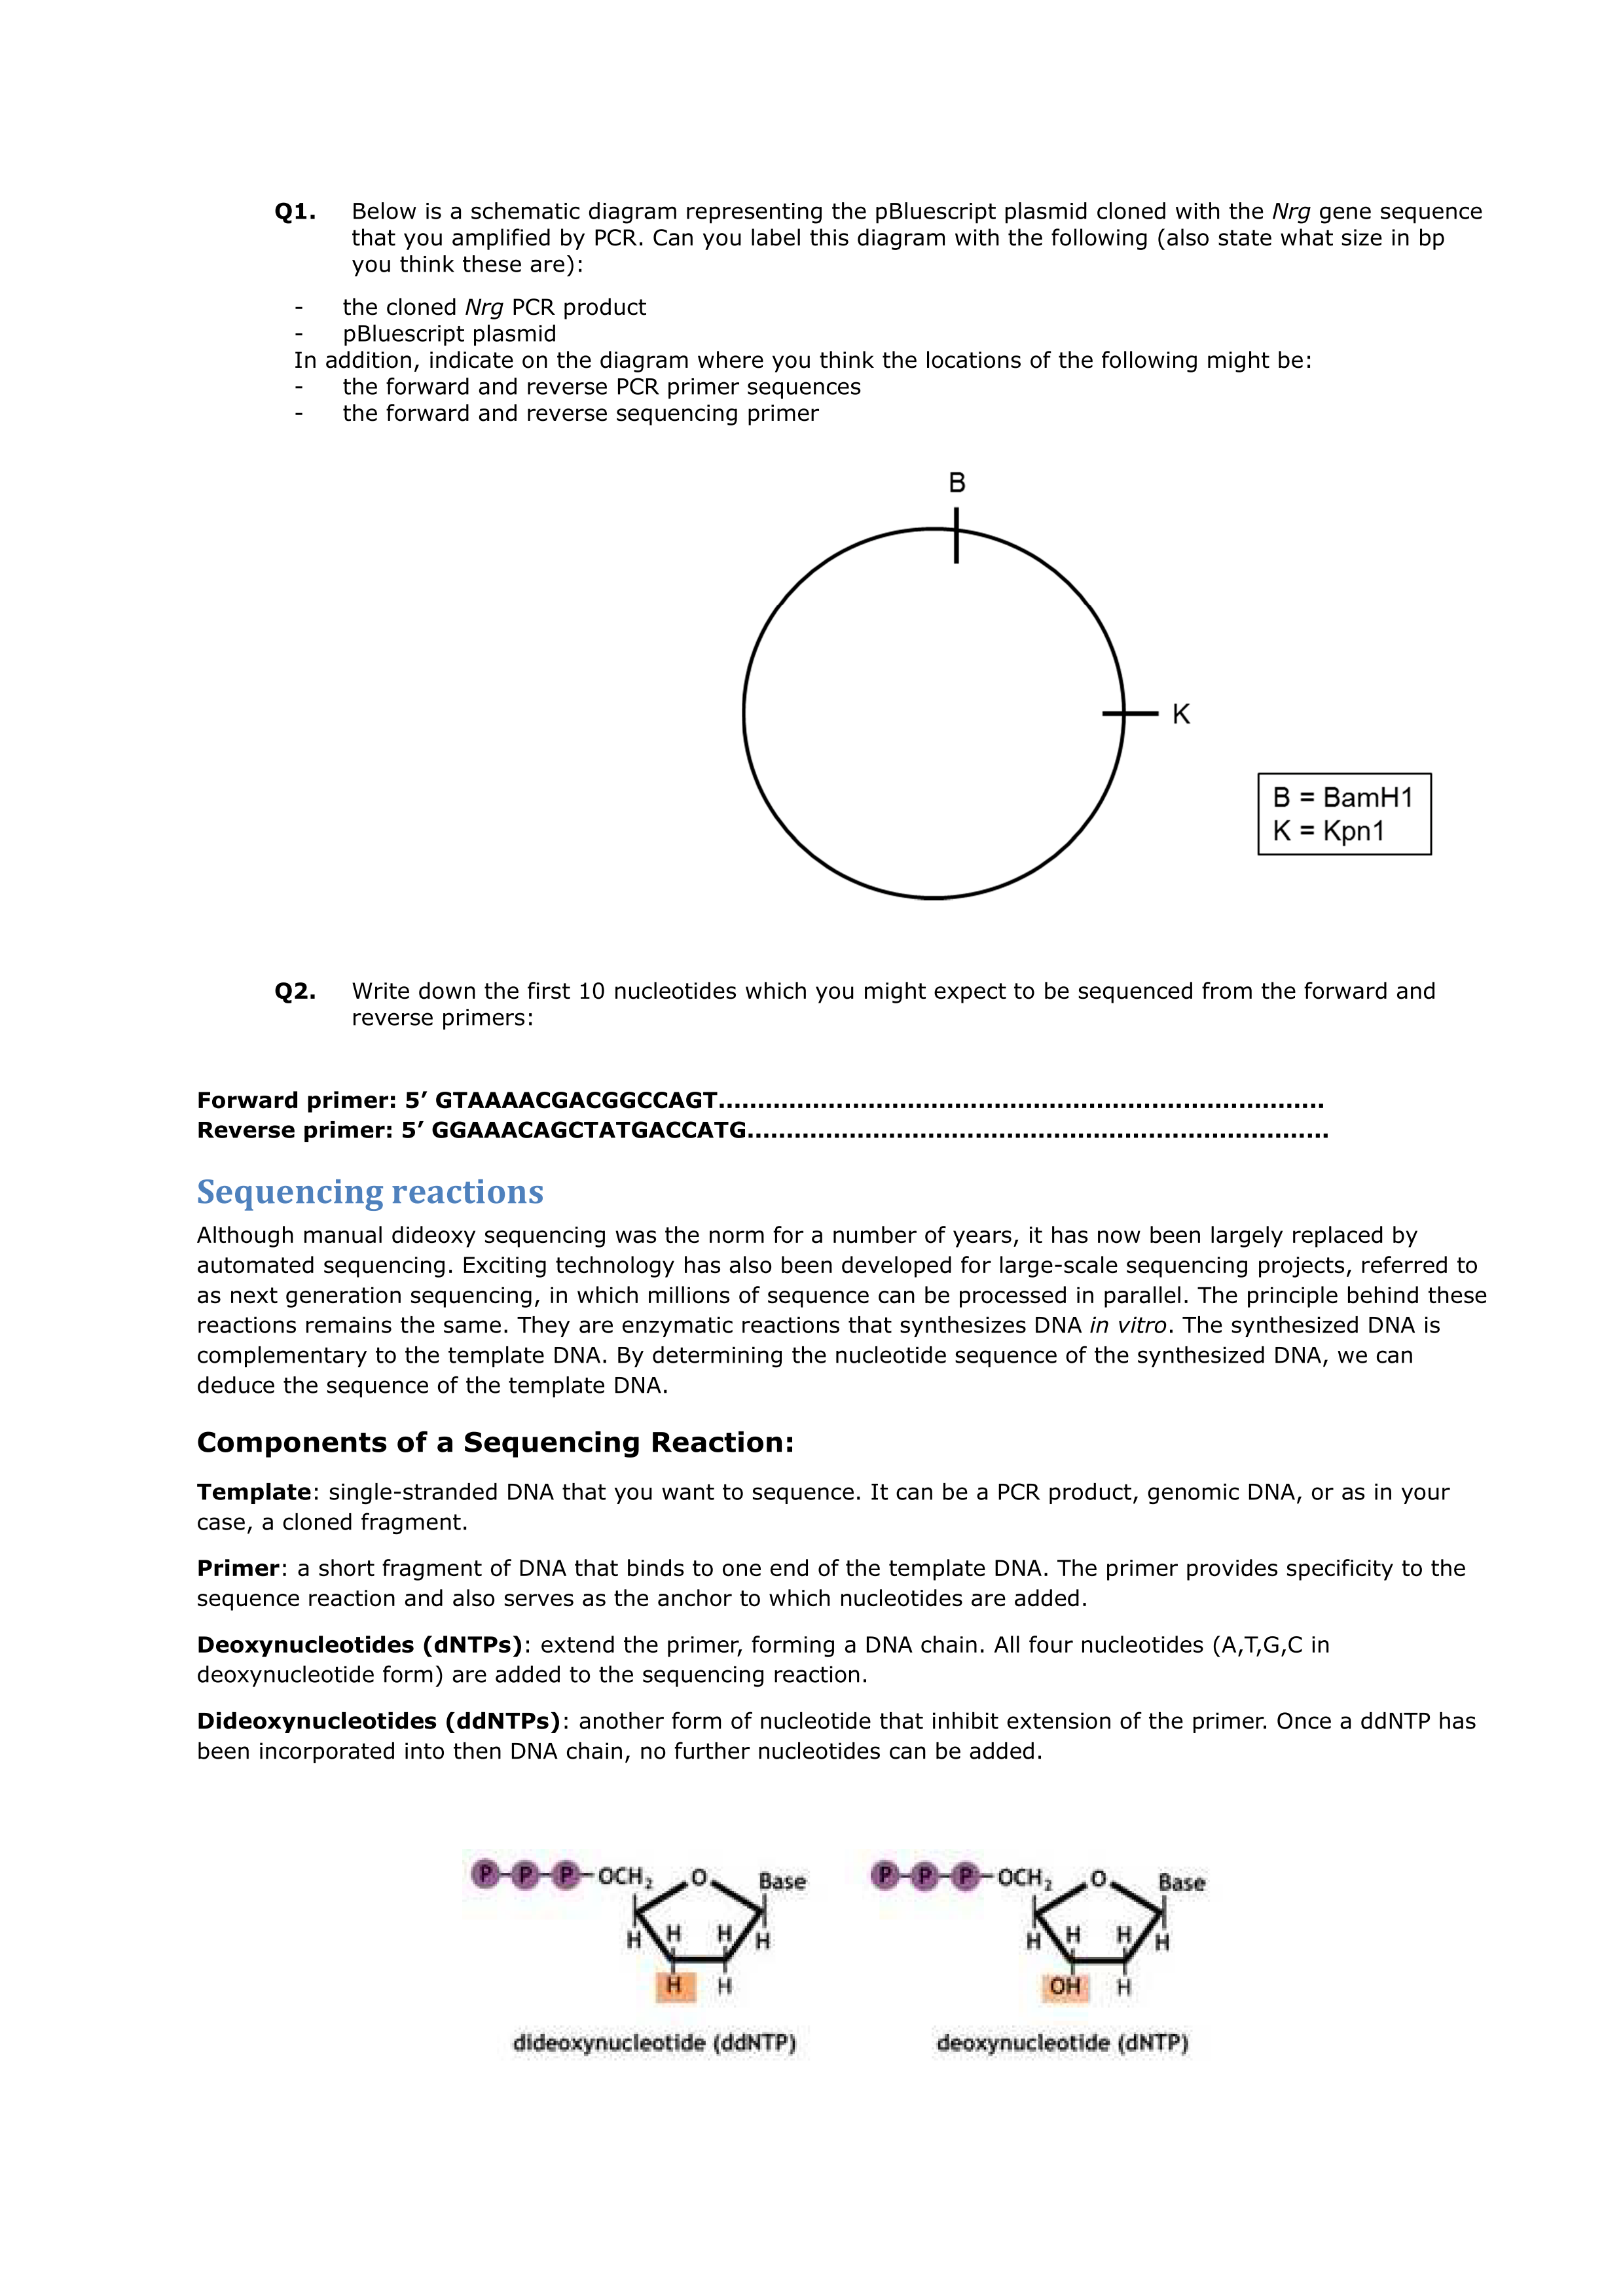 Q1. Below is a schematic diagram representing the pBluescript plasmid cloned with the Nrg gene sequence
that you amplified by PCR. Can you label this diagram with the following (also state what size in bp
you think these are):
- the cloned Nrg PCR product
- pBluescript plasmid
In addition, indicate on the diagram where you think the locations of the following might be:
- the forward and reverse PCR primer sequences
- the forward and reverse sequencing primer
B
K
B = BamH1
K = Kpn1
Q2. Write down the first 10 nucleotides which you might expect to be sequenced from the forward and
reverse primers:
Forward primer: 5’ GTAAAACGACGGCCAGT.............................................................................
Reverse primer: 5’ GGAAACAGCTATGACCATG..........................................................................
Sequencing reactions
Although manual dideoxy sequencing was the norm for a number of years, it has now been largely replaced by
automated sequencing. Exciting technology has also been developed for large-scale sequencing projects, referred to
as next generation sequencing, in which millions of sequence can be processed in parallel. The principle behind these
reactions remains the same. They are enzymatic reactions that synthesizes DNA in vitro. The synthesized DNA is
complementary to the template DNA. By determining the nucleotide sequence of the synthesized DNA, we can
deduce the sequence of the template DNA.
Components of a Sequencing Reaction:
Template: single-stranded DNA that you want to sequence. It can be a PCR product, genomic DNA, or as in your
case, a cloned fragment.
Primer: a short fragment of DNA that binds to one end of the template DNA. The primer provides specificity to the
sequence reaction and also serves as the anchor to which nucleotides are added.
Deoxynucleotides (dNTPs): extend the primer, forming a DNA chain. All four nucleotides (A,T,G,C in
deoxynucleotide form) are added to the sequencing reaction.
Dideoxynucleotides (ddNTPs): another form of nucleotide that inhibit extension of the primer. Once a ddNTP has
been incorporated into then DNA chain, no further nucleotides can be added.
P P P OCH₂ O Base
H H H H
H H
dideoxynucleotide (ddNTP)
P P P OCH₂ O Base
H H H H
OH H
deoxynucleotide (dNTP)